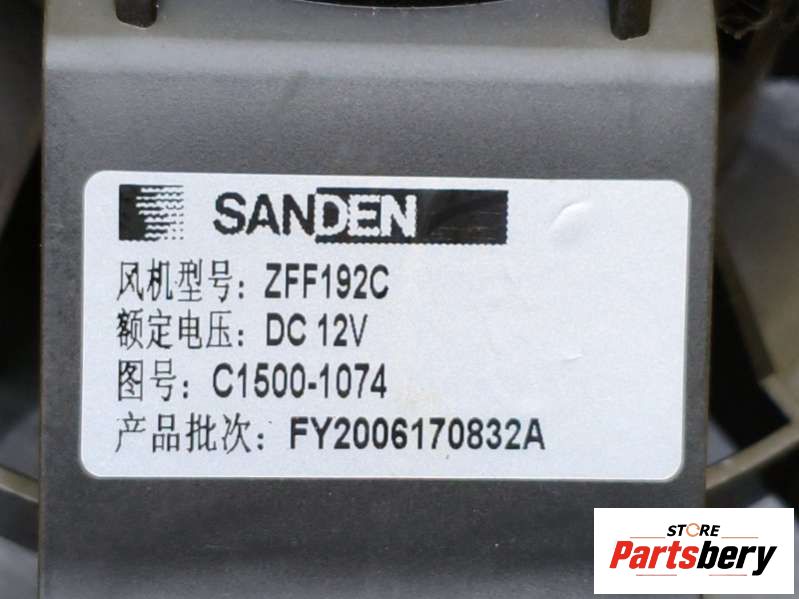 SANDEN
风机型号: ZFF192C
额定电压: DC 12V
图号: C1500-1074
产品批次: FY2006170832A
STORE
Partsbery